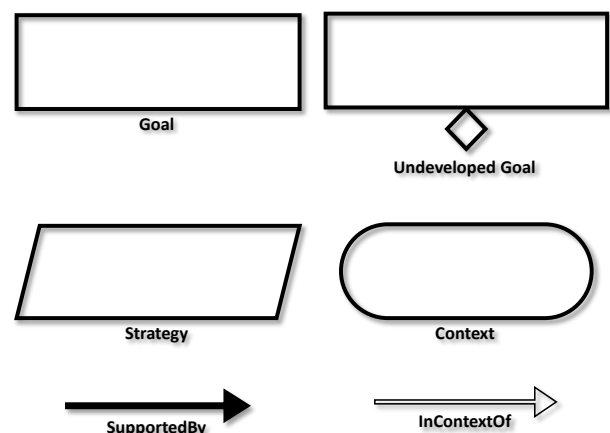 Goal
Undeveloped Goal
Strategy
Context
SupportedBy
InContextOf